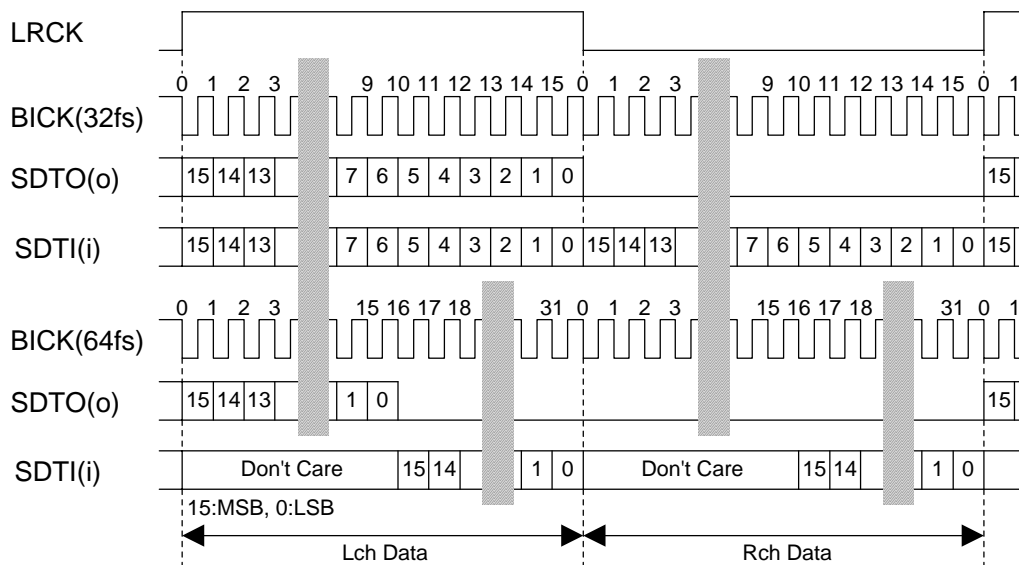 LRCK
0 1 2 3 9 10 11 12 13 14 15 0 1 2 3 9 10 11 12 13 14 15 0 1
BICK(32fs)
SDTO(o) 15 14 13 7 6 5 4 3 2 1 0 15
SDTI(i) 15 14 13 7 6 5 4 3 2 1 0 15 14 13 7 6 5 4 3 2 1 0 15
0 1 2 3 15 16 17 18 31 0 1 2 3 15 16 17 18 31 0 1
BICK(64fs)
SDTO(o) 15 14 13 1 0 15
SDTI(i) Don't Care 15 14 1 0 Don't Care 15 14 1 0
15:MSB, 0:LSB
Lch Data Rch Data